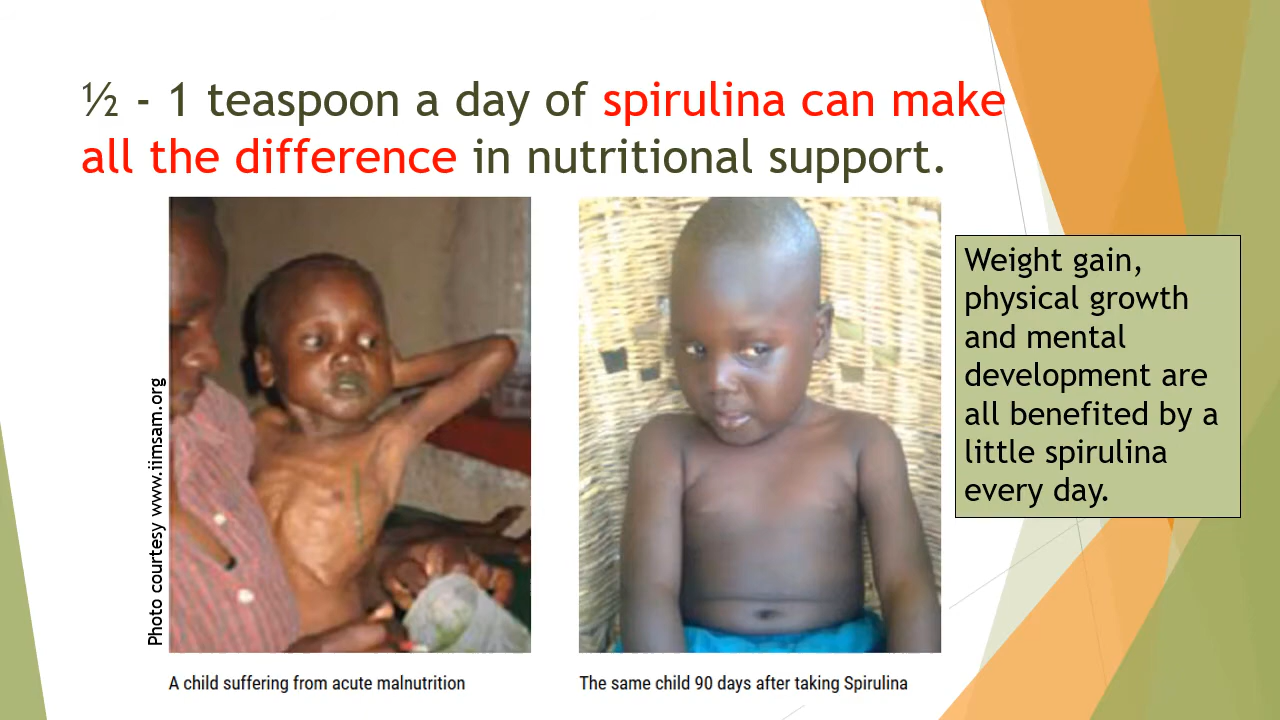 ½ - 1 teaspoon a day of spirulina can make
all the difference in nutritional support.
Photo courtesy www.iimsam.org
A child suffering from acute malnutrition
The same child 90 days after taking Spirulina
Weight gain,
physical growth
and mental
development are
all benefited by a
little spirulina
every day.